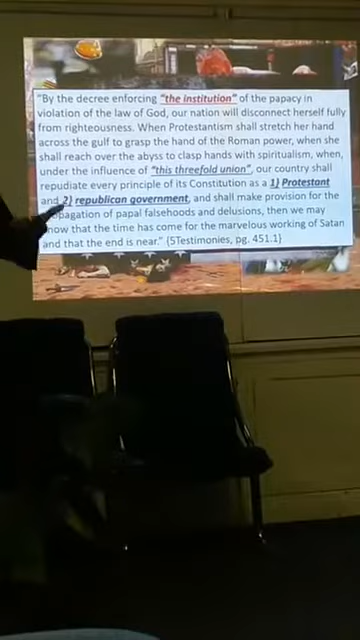 "By the decree enforcing "the institution" of the papacy in
violation of the law of God, our nation will disconnect herself fully
from righteousness. When Protestantism shall stretch her hand
across the gulf to grasp the hand of the Roman power, when she
shall reach over the abyss to clasp hands with spiritualism, when,
under the influence of "this threefold union", our country shall
repudiate every principle of its Constitution as a 1) Protestant
and 2) republican government, and shall make provision for the
propagation of papal falsehoods and delusions, then we may
know that the time has come for the marvelous working of Satan
and that the end is near." {5Testimonies, pg. 451.1}